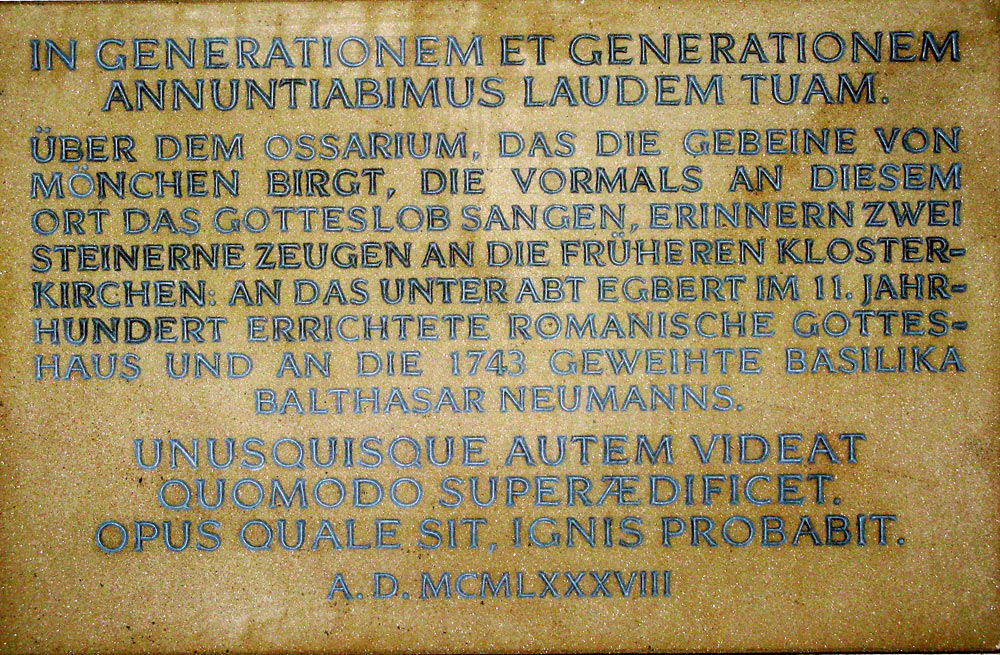 IN GENERATIONEM ET GENERATIONEM
ANNUNTIABIMUS LAUDEM TUAM.
ÜBER DEM OSSARIUM, DAS DIE GEBEINE VON
MÖNCHEN BIRGT, DIE VORMALS AN DIESEM
ORT DAS GOTTESLOB SANGEN, ERINNERN ZWEI
STEINERNE ZEUGEN AN DIE FRÜHEREN KLOSTER-
KIRCHEN: AN DAS UNTER ABT EGBERT IM 11. JAHR-
HUNDERT ERRICHTETE ROMANISCHE GOTTES-
HAUS UND AN DIE 1743 GEWEIHTE BASILIKA
BALTHASAR NEUMANNS.
UNUSQUISQUE AUTEM VIDEAT
QUOMODO SUPERÆDIFICET.
OPUS QUALE SIT, IGNIS PROBABIT.
A. D. MCMLXXXVIII